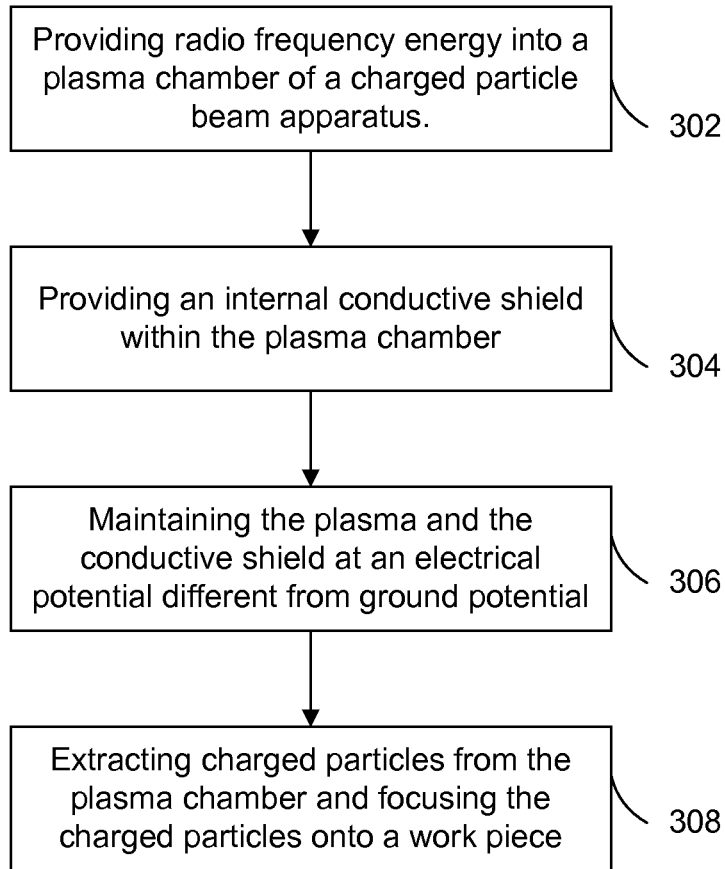 Providing radio frequency energy into a
plasma chamber of a charged particle
beam apparatus.
302
Providing an internal conductive shield
within the plasma chamber
304
Maintaining the plasma and the
conductive shield at an electrical
potential different from ground potential
306
Extracting charged particles from the
plasma chamber and focusing the
charged particles onto a work piece
308